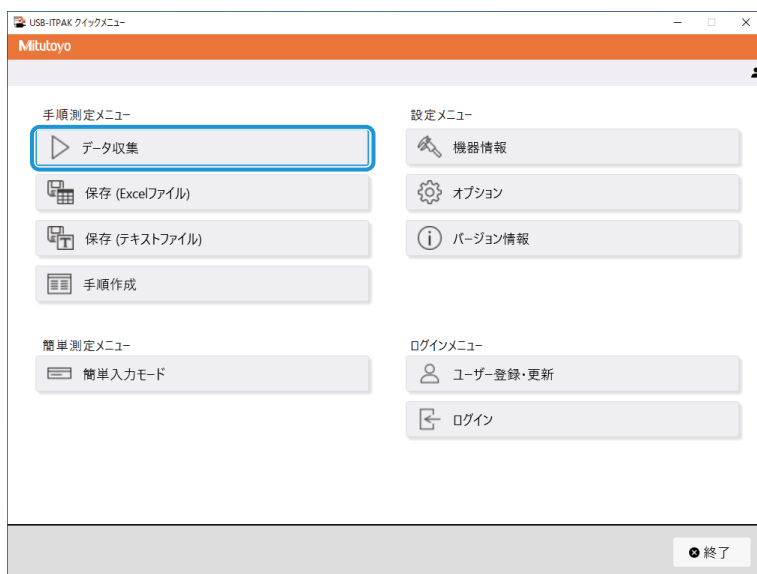 USB-ITPAK クイックメニュー
Mitutoyo
手順測定メニュー
データ収集
保存 (Excelファイル)
保存 (テキストファイル)
手順作成
簡単測定メニュー
簡単入力モード
設定メニュー
機器情報
オプション
バージョン情報
ログインメニュー
ユーザー登録・更新
ログイン
終了